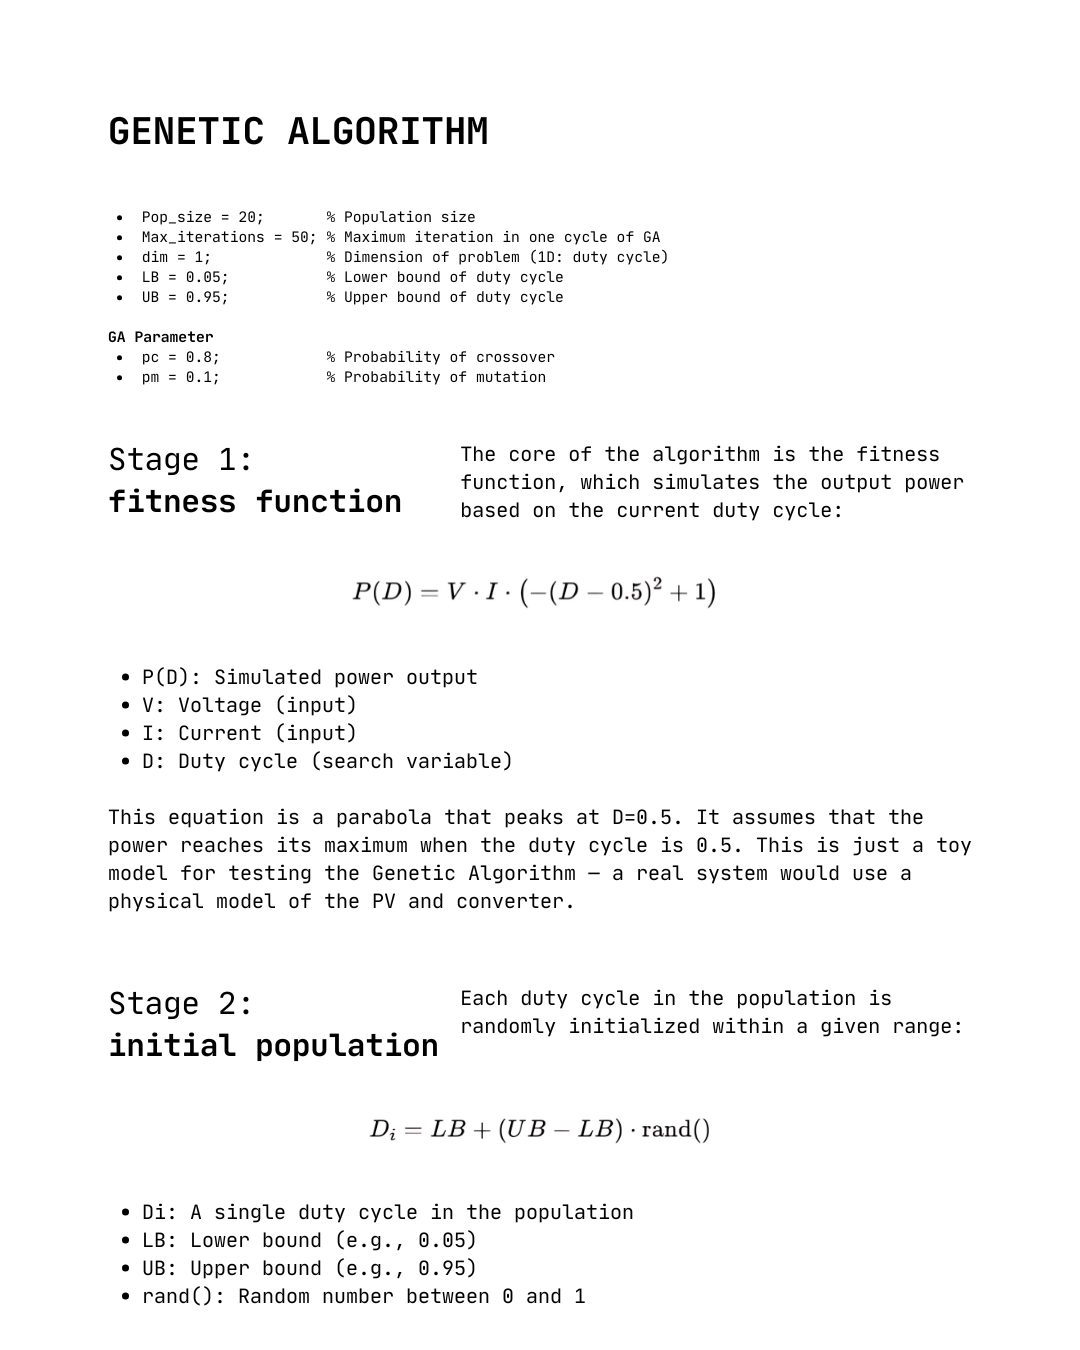 GENETIC ALGORITHM
• Pop_size = 20; % Population size
• Max_iterations = 50; % Maximum iteration in one cycle of GA
• dim = 1; % Dimension of problem (1D: duty cycle)
• LB = 0.05; % Lower bound of duty cycle
• UB = 0.95; % Upper bound of duty cycle
GA Parameter
• pc = 0.8; % Probability of crossover
• pm = 0.1; % Probability of mutation
Stage 1:
fitness function
The core of the algorithm is the fitness
function, which simulates the output power
based on the current duty cycle:
P(D) = V · I · (−(D − 0.5)² + 1)
• P(D): Simulated power output
• V: Voltage (input)
• I: Current (input)
• D: Duty cycle (search variable)
This equation is a parabola that peaks at D=0.5. It assumes that the
power reaches its maximum when the duty cycle is 0.5. This is just a toy
model for testing the Genetic Algorithm — a real system would use a
physical model of the PV and converter.
Stage 2:
initial population
Each duty cycle in the population is
randomly initialized within a given range:
Dᵢ = LB + (UB − LB) · rand()
• Di: A single duty cycle in the population
• LB: Lower bound (e.g., 0.05)
• UB: Upper bound (e.g., 0.95)
• rand(): Random number between 0 and 1